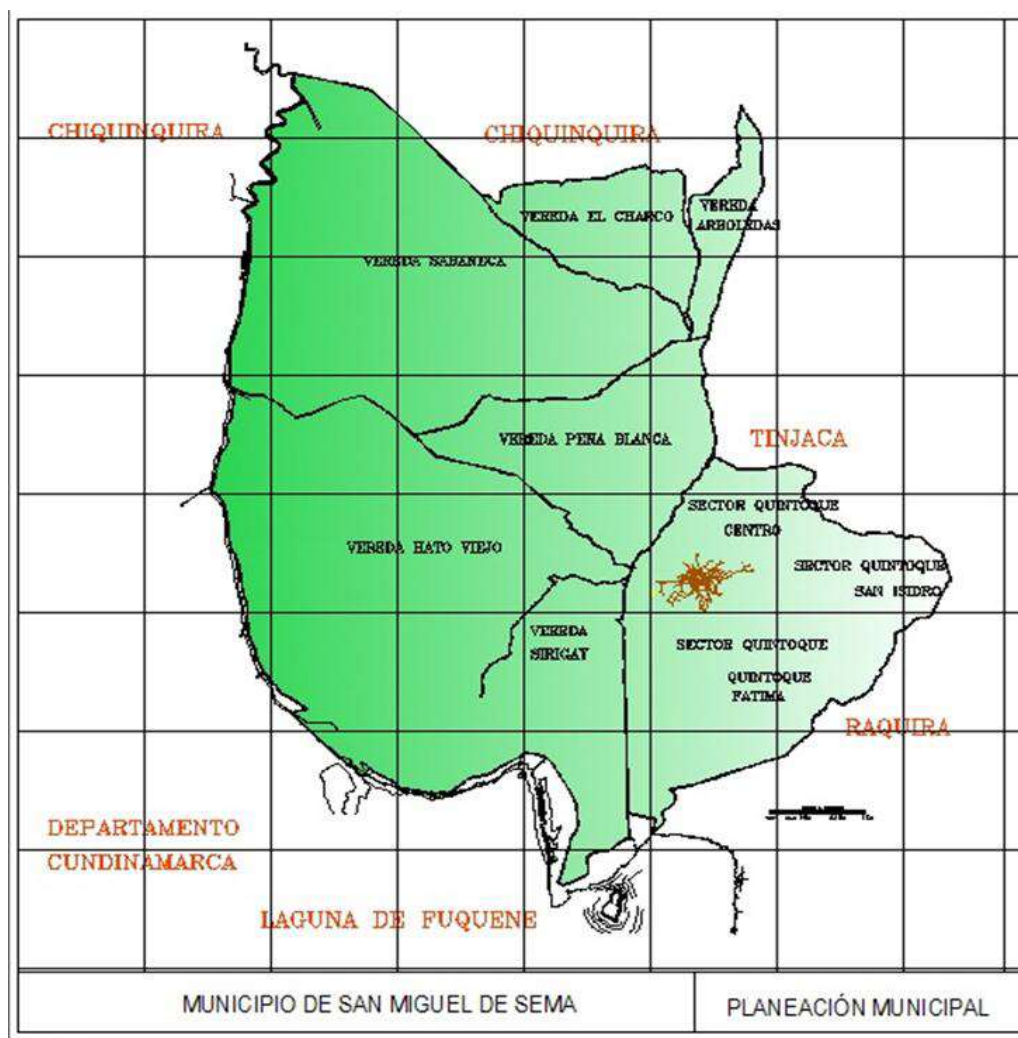 CHIQUINQUIRA
CHIQUINQUIRA
VEREDA EL CHARCO
VEREDA
ARBOLEDAS
VEREDA SABANECA
TINJACA
VEREDA PENA BLANCA
SECTOR QUINTOQUE
CENTRO
VEREDA HATO VIEJO
SECTOR QUINTOQUE
SAN ISIDRO
VEREDA
SIRIGAY
SECTOR QUINTOQUE
QUINTOQUE
FATIMA
RAQUIRA
DEPARTAMENTO
CUNDINAMARCA
LAGUNA DE FUQUENE
MUNICIPIO DE SAN MIGUEL DE SEMA
PLANEACIÓN MUNICIPAL